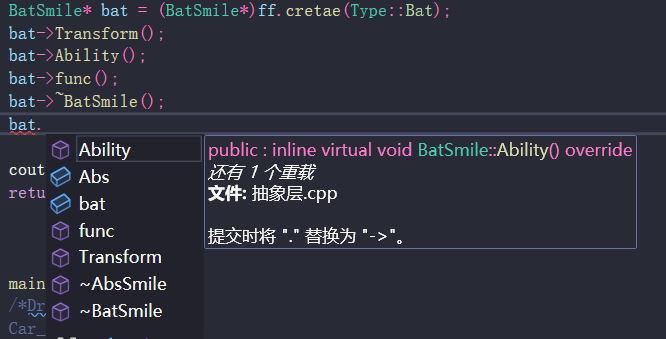 BatSmile* bat = (BatSmile*)ff.cretae(Type::Bat);
bat->Transform();
bat->Ability();
bat->func();
bat->~BatSmile();
bat.
Ability
public : inline virtual void BatSmile::Ability() override
还有 1 个重载
文件: 抽象层.cpp
提交时将 "." 替换为 "->"。
cout
Abs
retu
bat
func
Transform
main
~AbsSmile
/*Dr
~BatSmile
Car_